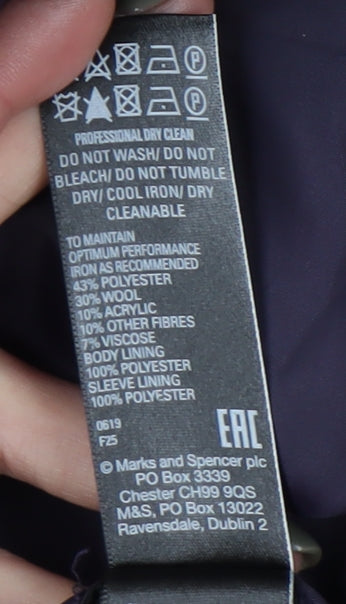 P
P
PROFESSIONAL DRY CLEAN
DO NOT WASH/ DO NOT
BLEACH/ DO NOT TUMBLE
DRY/ COOL IRON/ DRY
CLEANABLE
TO MAINTAIN
OPTIMUM PERFORMANCE
IRON AS RECOMMENDED
43% POLYESTER
30% WOOL
10% ACRYLIC
10% OTHER FIBRES
7% VISCOSE
BODY LINING
100% POLYESTER
SLEEVE LINING
100% POLYESTER
0619
F25
EAC
© Marks and Spencer plc
PO Box 3339
Chester CH99 9QS
M&S, PO Box 13022
Ravensdale, Dublin 2